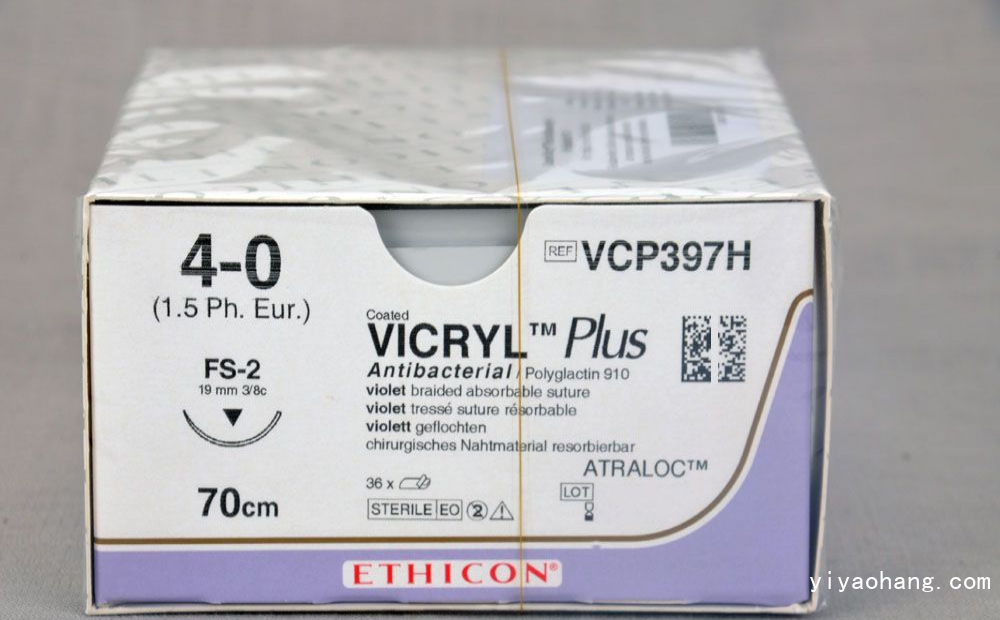 4-0
(1.5 Ph. Eur.)
REF VCP397H
Coated
VICRYL™ Plus
Antibacterial / Polyglactin 910
violet braided absorbable suture
violet tressé suture résorbable
violett geflochten
chirurgisches Nahtmaterial resorbierbar
FS-2
19 mm 3/8c
ATRALOC™
36 x
LOT
70cm
STERILE EO 2
ETHICON®
yiyaohang.com